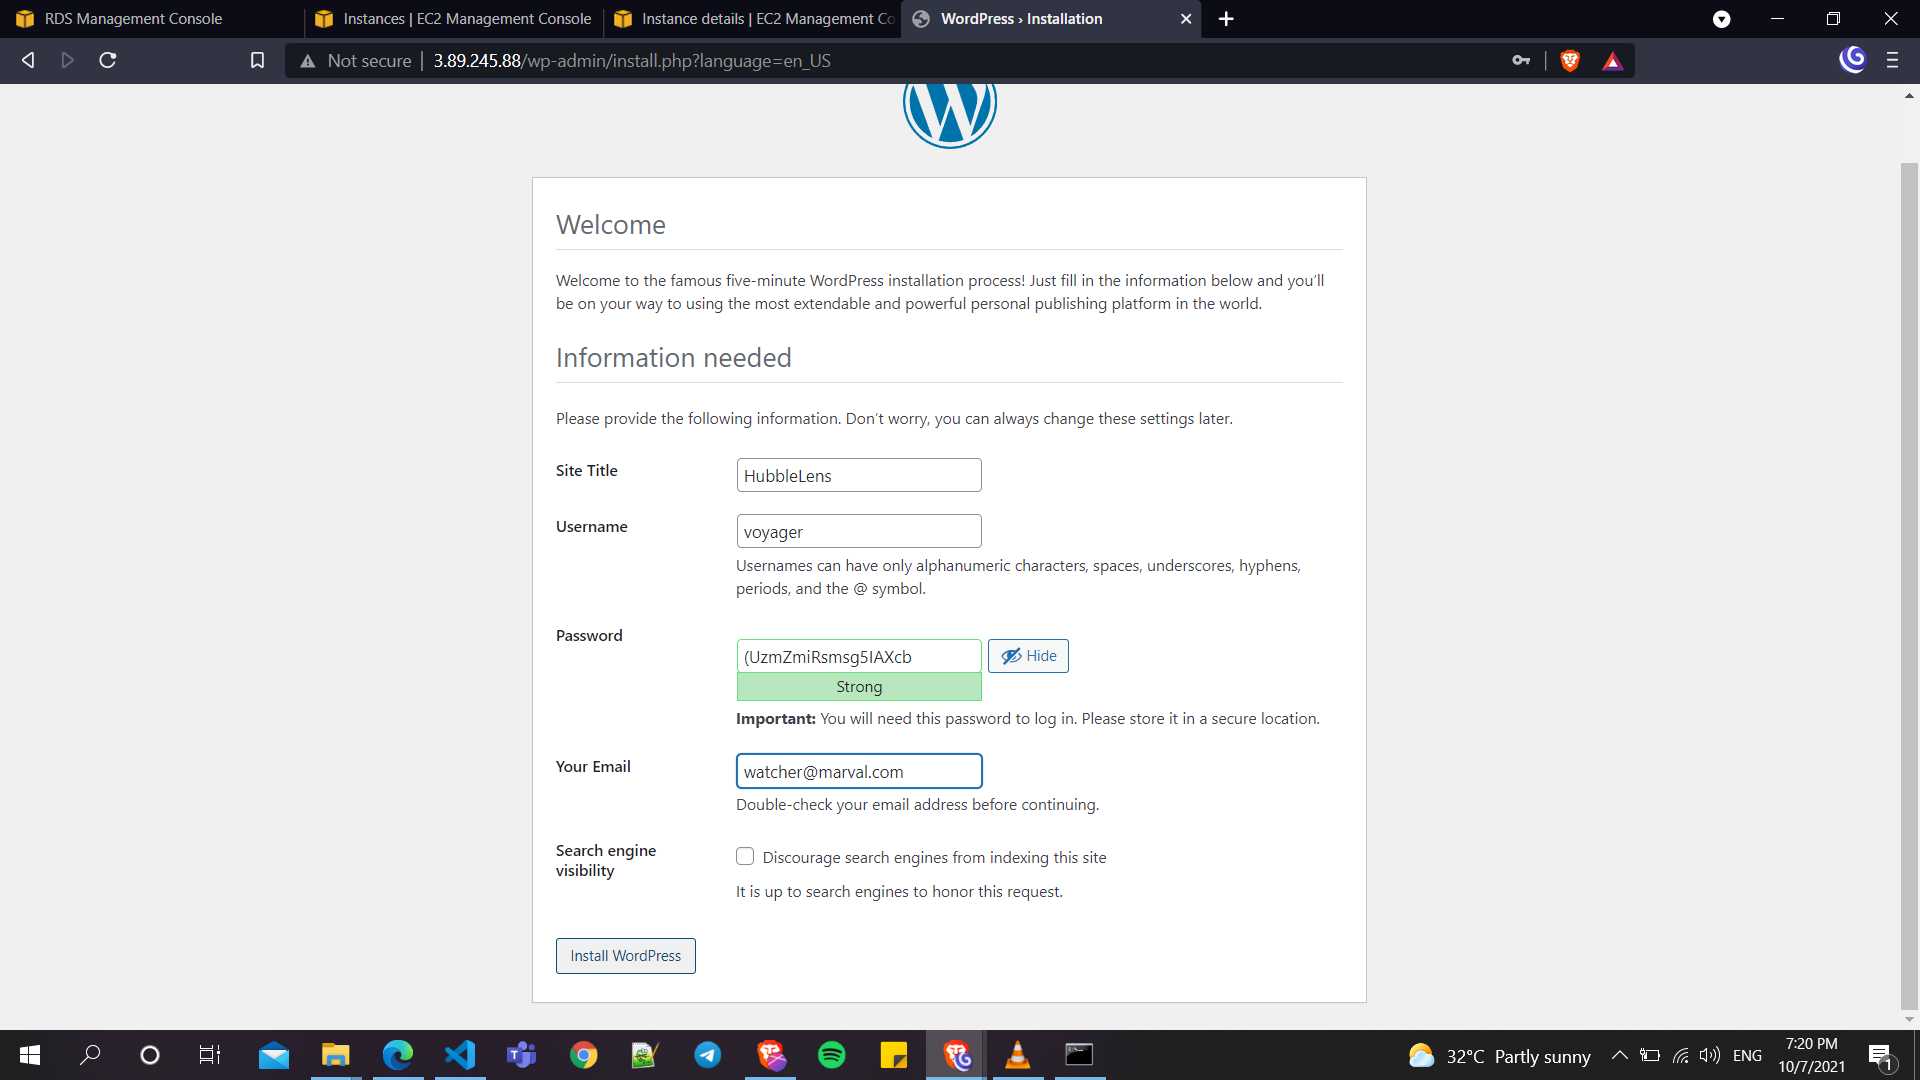 RDS Management Console
Instances | EC2 Management Console
Instance details | EC2 Management Co
WordPress › Installation
Not secure
3.89.245.88/wp-admin/install.php?language=en_US
Welcome
Welcome to the famous five-minute WordPress installation process! Just fill in the information below and you’ll
be on your way to using the most extendable and powerful personal publishing platform in the world.
Information needed
Please provide the following information. Don’t worry, you can always change these settings later.
Site Title
HubbleLens
Username
voyager
Usernames can have only alphanumeric characters, spaces, underscores, hyphens,
periods, and the @ symbol.
Password
(UzmZmiRsmsg5IAXcb
Hide
Strong
Important: You will need this password to log in. Please store it in a secure location.
Your Email
watcher@marval.com
Double-check your email address before continuing.
Search engine
visibility
Discourage search engines from indexing this site
It is up to search engines to honor this request.
Install WordPress
32°C Partly sunny
ENG
7:20 PM
10/7/2021
1